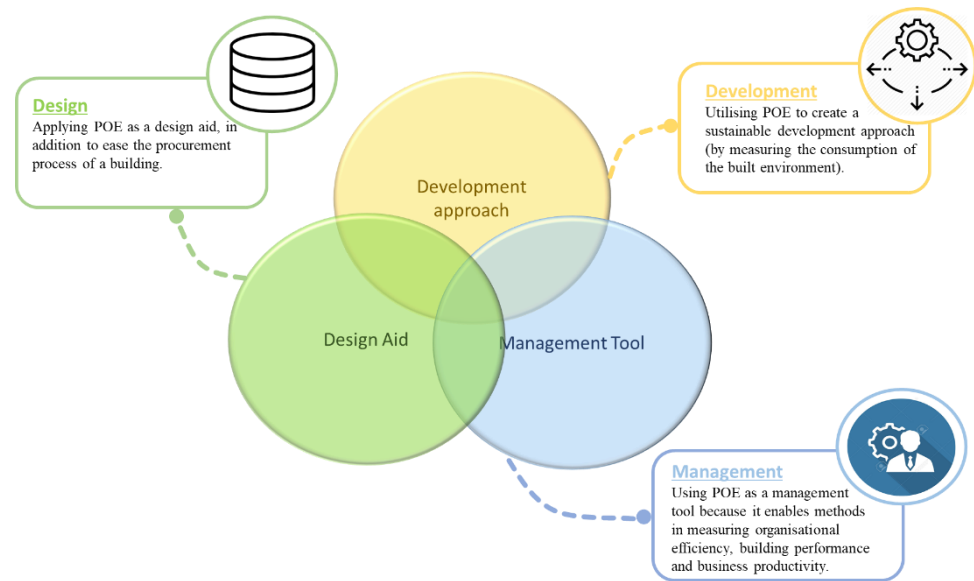 Design
Applying POE as a design aid, in
addition to ease the procurement
process of a building.
Development
Utilising POE to create a
sustainable development approach
(by measuring the consumption of
the built environment).
Development
approach
Design Aid
Management Tool
Management
Using POE as a management
tool because it enables methods
in measuring organisational
efficiency, building performance
and business productivity.